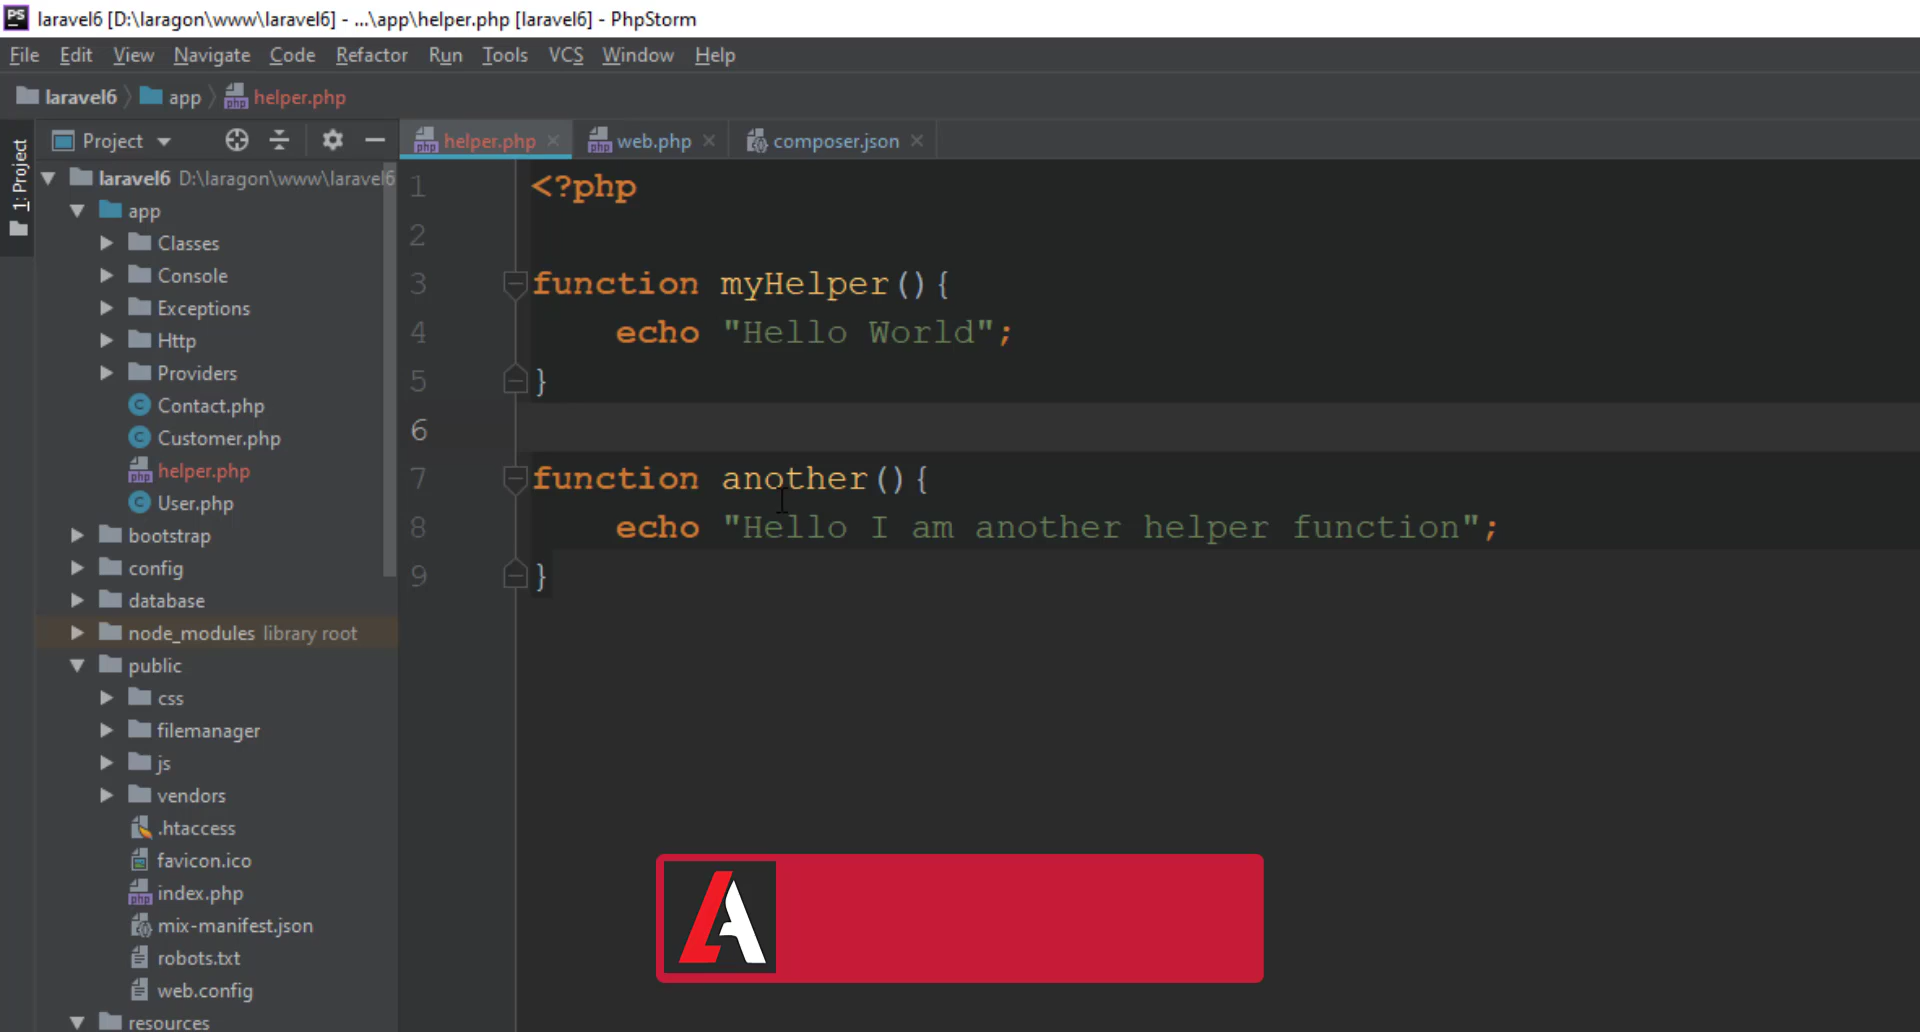 laravel6 [D:\laragon\www\laravel6] - ...\app\helper.php [laravel6] - PhpStorm
File Edit View Navigate Code Refactor Run Tools VCS Window Help
laravel6 app helper.php
1: Project
Project
helper.php web.php composer.json
laravel6 D:\laragon\www\laravel6
app
Classes
Console
Exceptions
Http
Providers
Contact.php
Customer.php
helper.php
User.php
bootstrap
config
database
node_modules library root
public
css
filemanager
js
vendors
.htaccess
favicon.ico
index.php
mix-manifest.json
robots.txt
web.config
resources
1 <?php
2
3 function myHelper(){
4 echo "Hello World";
5 }
6
7 function another(){
8 echo "Hello I am another helper function";
9 }